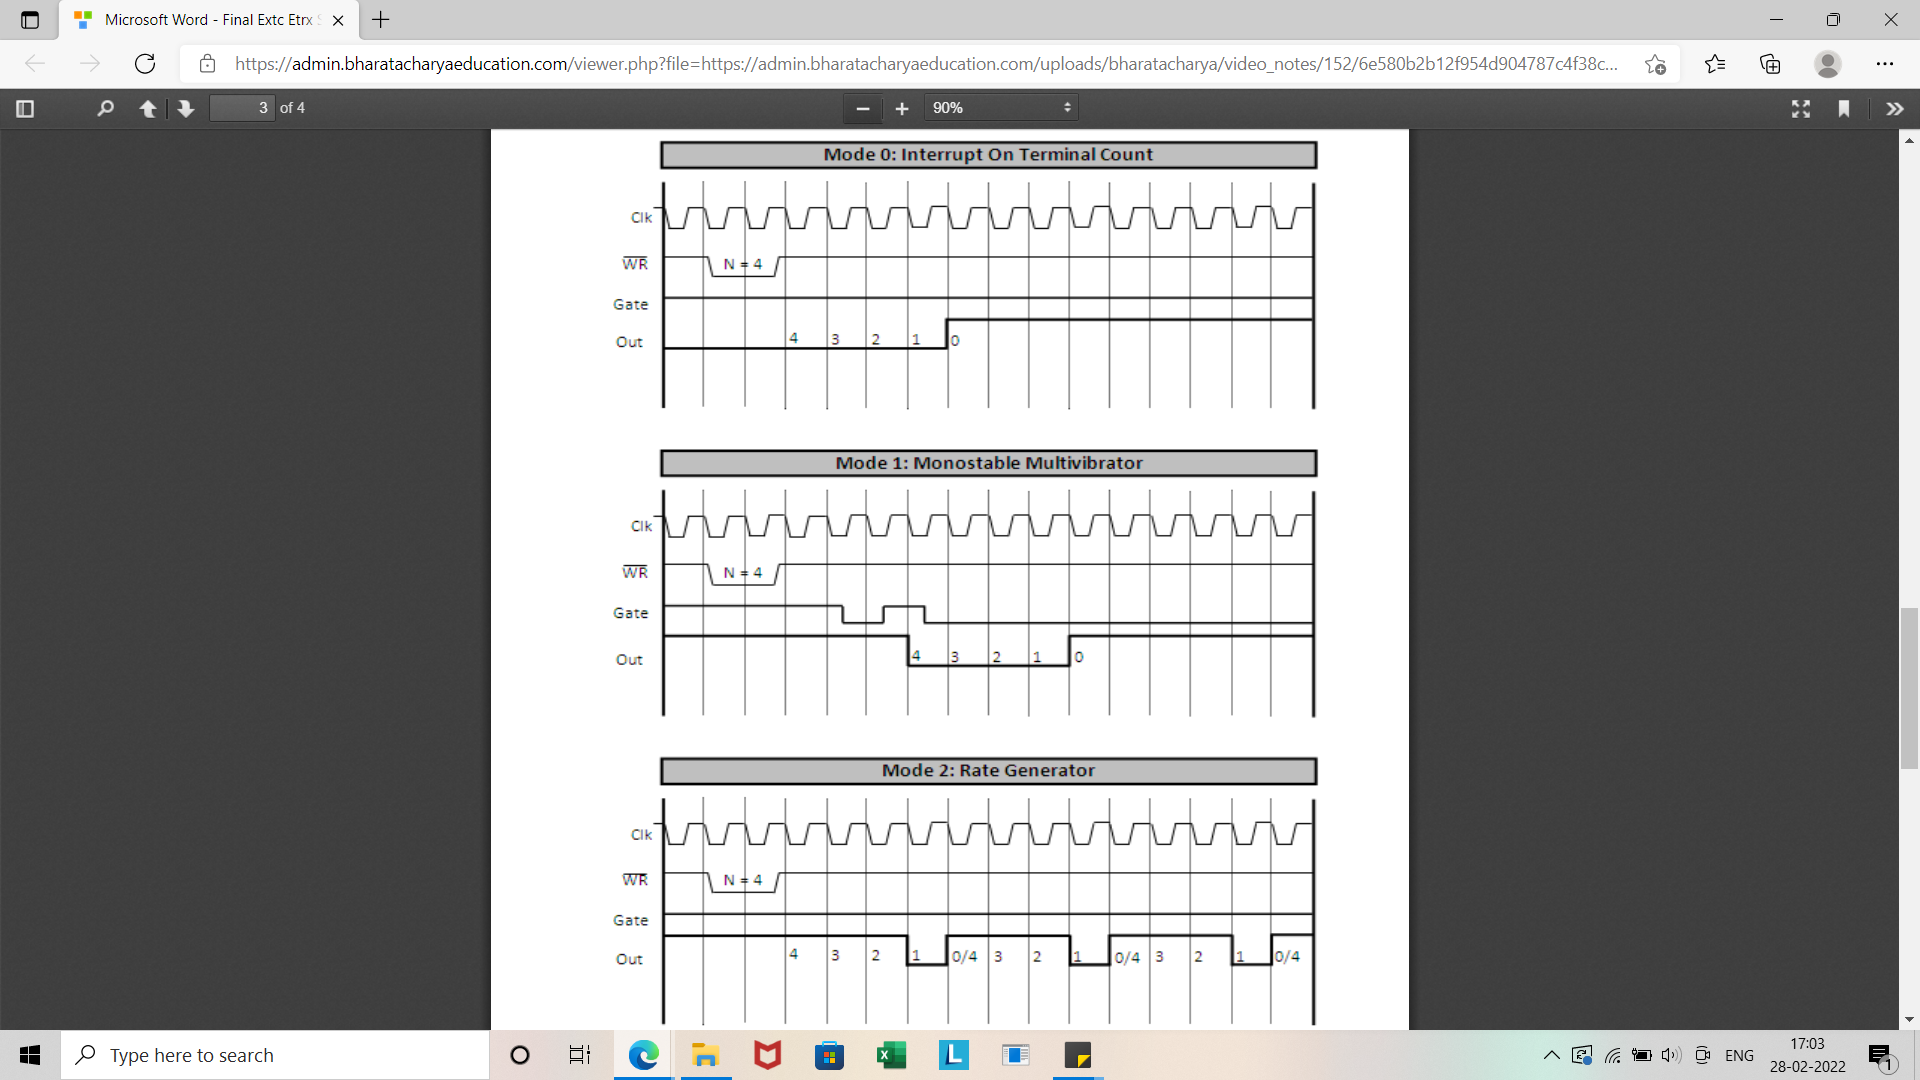 Microsoft Word - Final Extc Etrx S
https://admin.bharatacharyaeducation.com/viewer.php?file=https://admin.bharatacharyaeducation.com/uploads/bharatacharya/video_notes/152/6e580b2b12f954d904787c4f38c...
3 of 4
90%
Mode 0: Interrupt On Terminal Count
Clk
WR N = 4
Gate
Out 4 3 2 1 0
Mode 1: Monostable Multivibrator
Clk
WR N = 4
Gate
Out 4 3 2 1 0
Mode 2: Rate Generator
Clk
WR N = 4
Gate
Out 4 3 2 1 0/4 3 2 1 0/4 3 2 1 0/4
Type here to search
L
ENG
17:03
28-02-2022
1